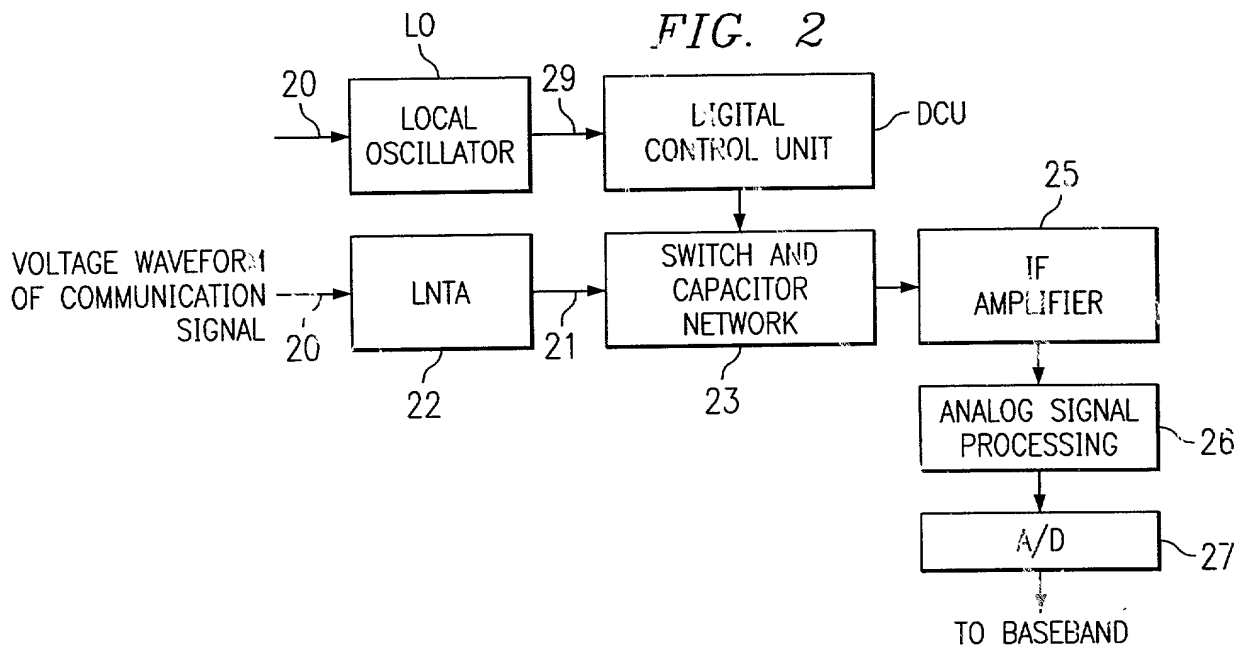 FIG. 2
LO
20
LOCAL
OSCILLATOR
29
DIGITAL
CONTROL UNIT
DCU
VOLTAGE WAVEFORM
OF COMMUNICATION
SIGNAL
20
LNTA
22
21
SWITCH AND
CAPACITOR
NETWORK
23
25
IF
AMPLIFIER
ANALOG SIGNAL
PROCESSING
26
A/D
27
TO BASEBAND